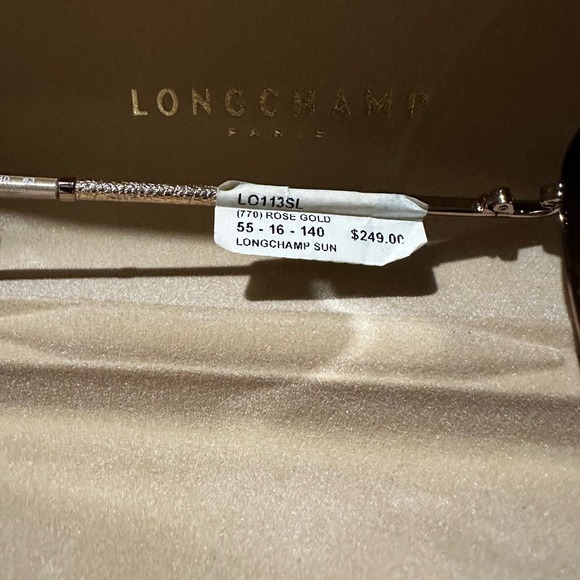 LONGCHAMP
PARIS
LO113SL
(770) ROSE GOLD
55 - 16 - 140 $249.00
LONGCHAMP SUN